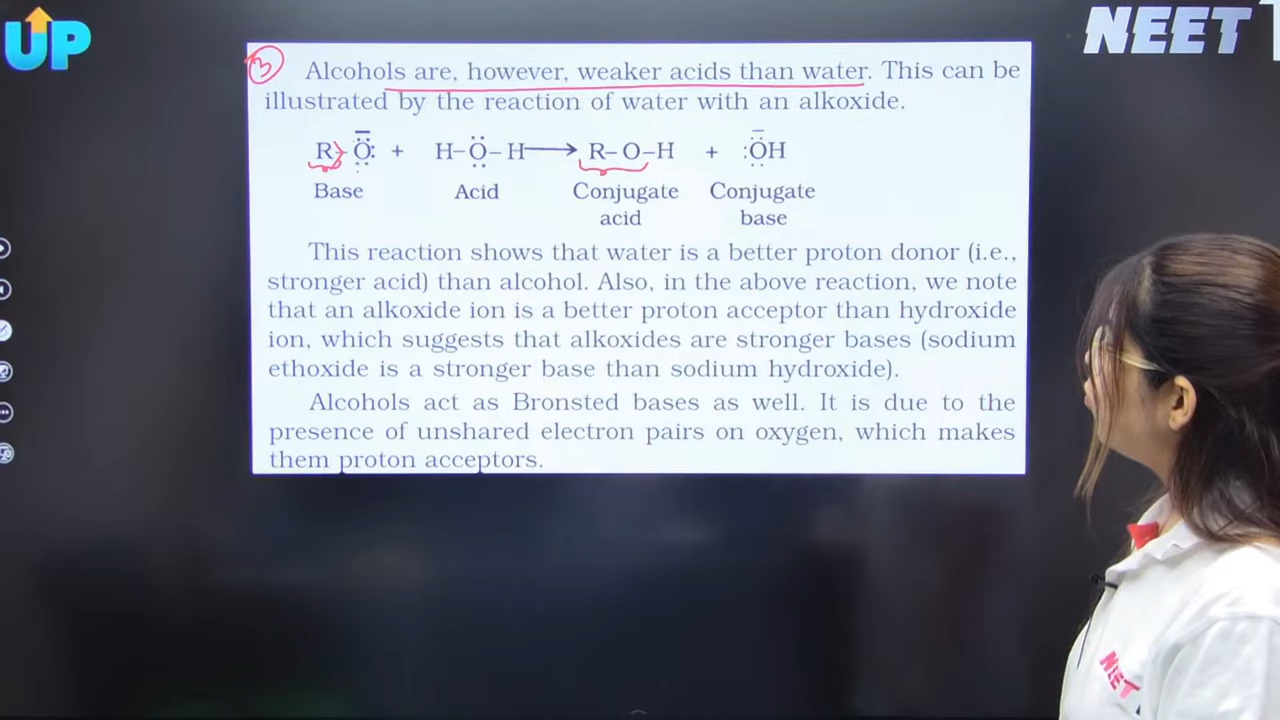 UP
NEET
3
Alcohols are, however, weaker acids than water. This can be
illustrated by the reaction of water with an alkoxide.
R–Ö:⁻ + H–Ö–H ⟶ R–O–H + :ÖH⁻
Base Acid Conjugate acid Conjugate base
This reaction shows that water is a better proton donor (i.e.,
stronger acid) than alcohol. Also, in the above reaction, we note
that an alkoxide ion is a better proton acceptor than hydroxide
ion, which suggests that alkoxides are stronger bases (sodium
ethoxide is a stronger base than sodium hydroxide).
Alcohols act as Bronsted bases as well. It is due to the
presence of unshared electron pairs on oxygen, which makes
them proton acceptors.
NEET